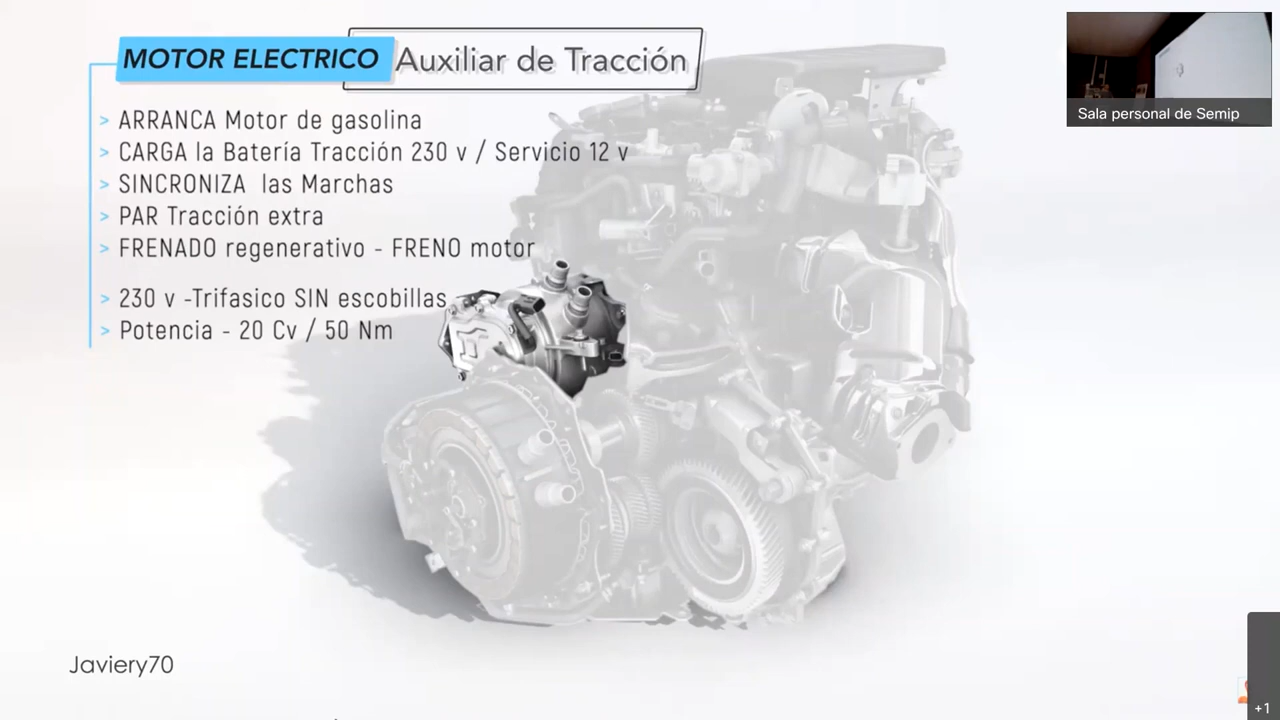 MOTOR ELECTRICO Auxiliar de Tracción
> ARRANCA Motor de gasolina
> CARGA la Batería Tracción 230 v / Servicio 12 v
> SINCRONIZA las Marchas
> PAR Tracción extra
> FRENADO regenerativo - FRENO motor
> 230 v -Trifasico SIN escobillas
> Potencia - 20 Cv / 50 Nm
Sala personal de Semip
Javiery70
+1